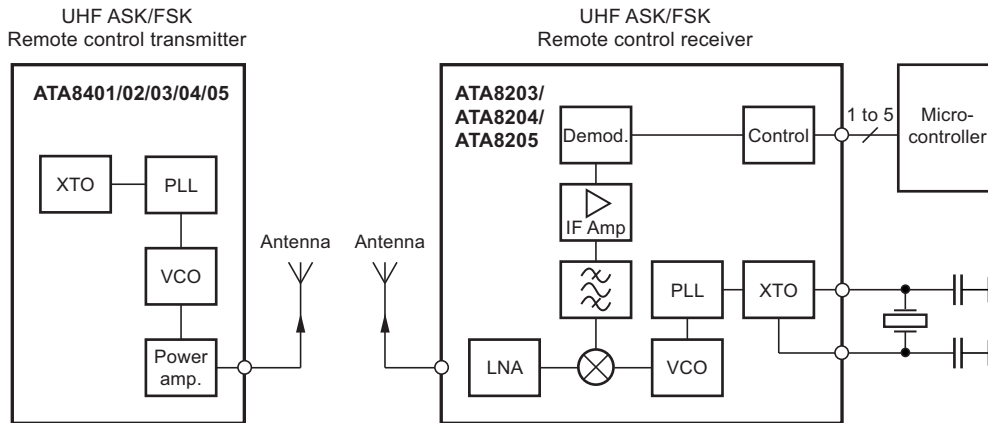 UHF ASK/FSK
Remote control transmitter
ATA8401/02/03/04/05
XTO
PLL
VCO
Power
amp.
Antenna
Antenna
UHF ASK/FSK
Remote control receiver
ATA8203/
ATA8204/
ATA8205
Demod.
Control
1 to 5
Micro-
controller
IF Amp
PLL
XTO
LNA
VCO